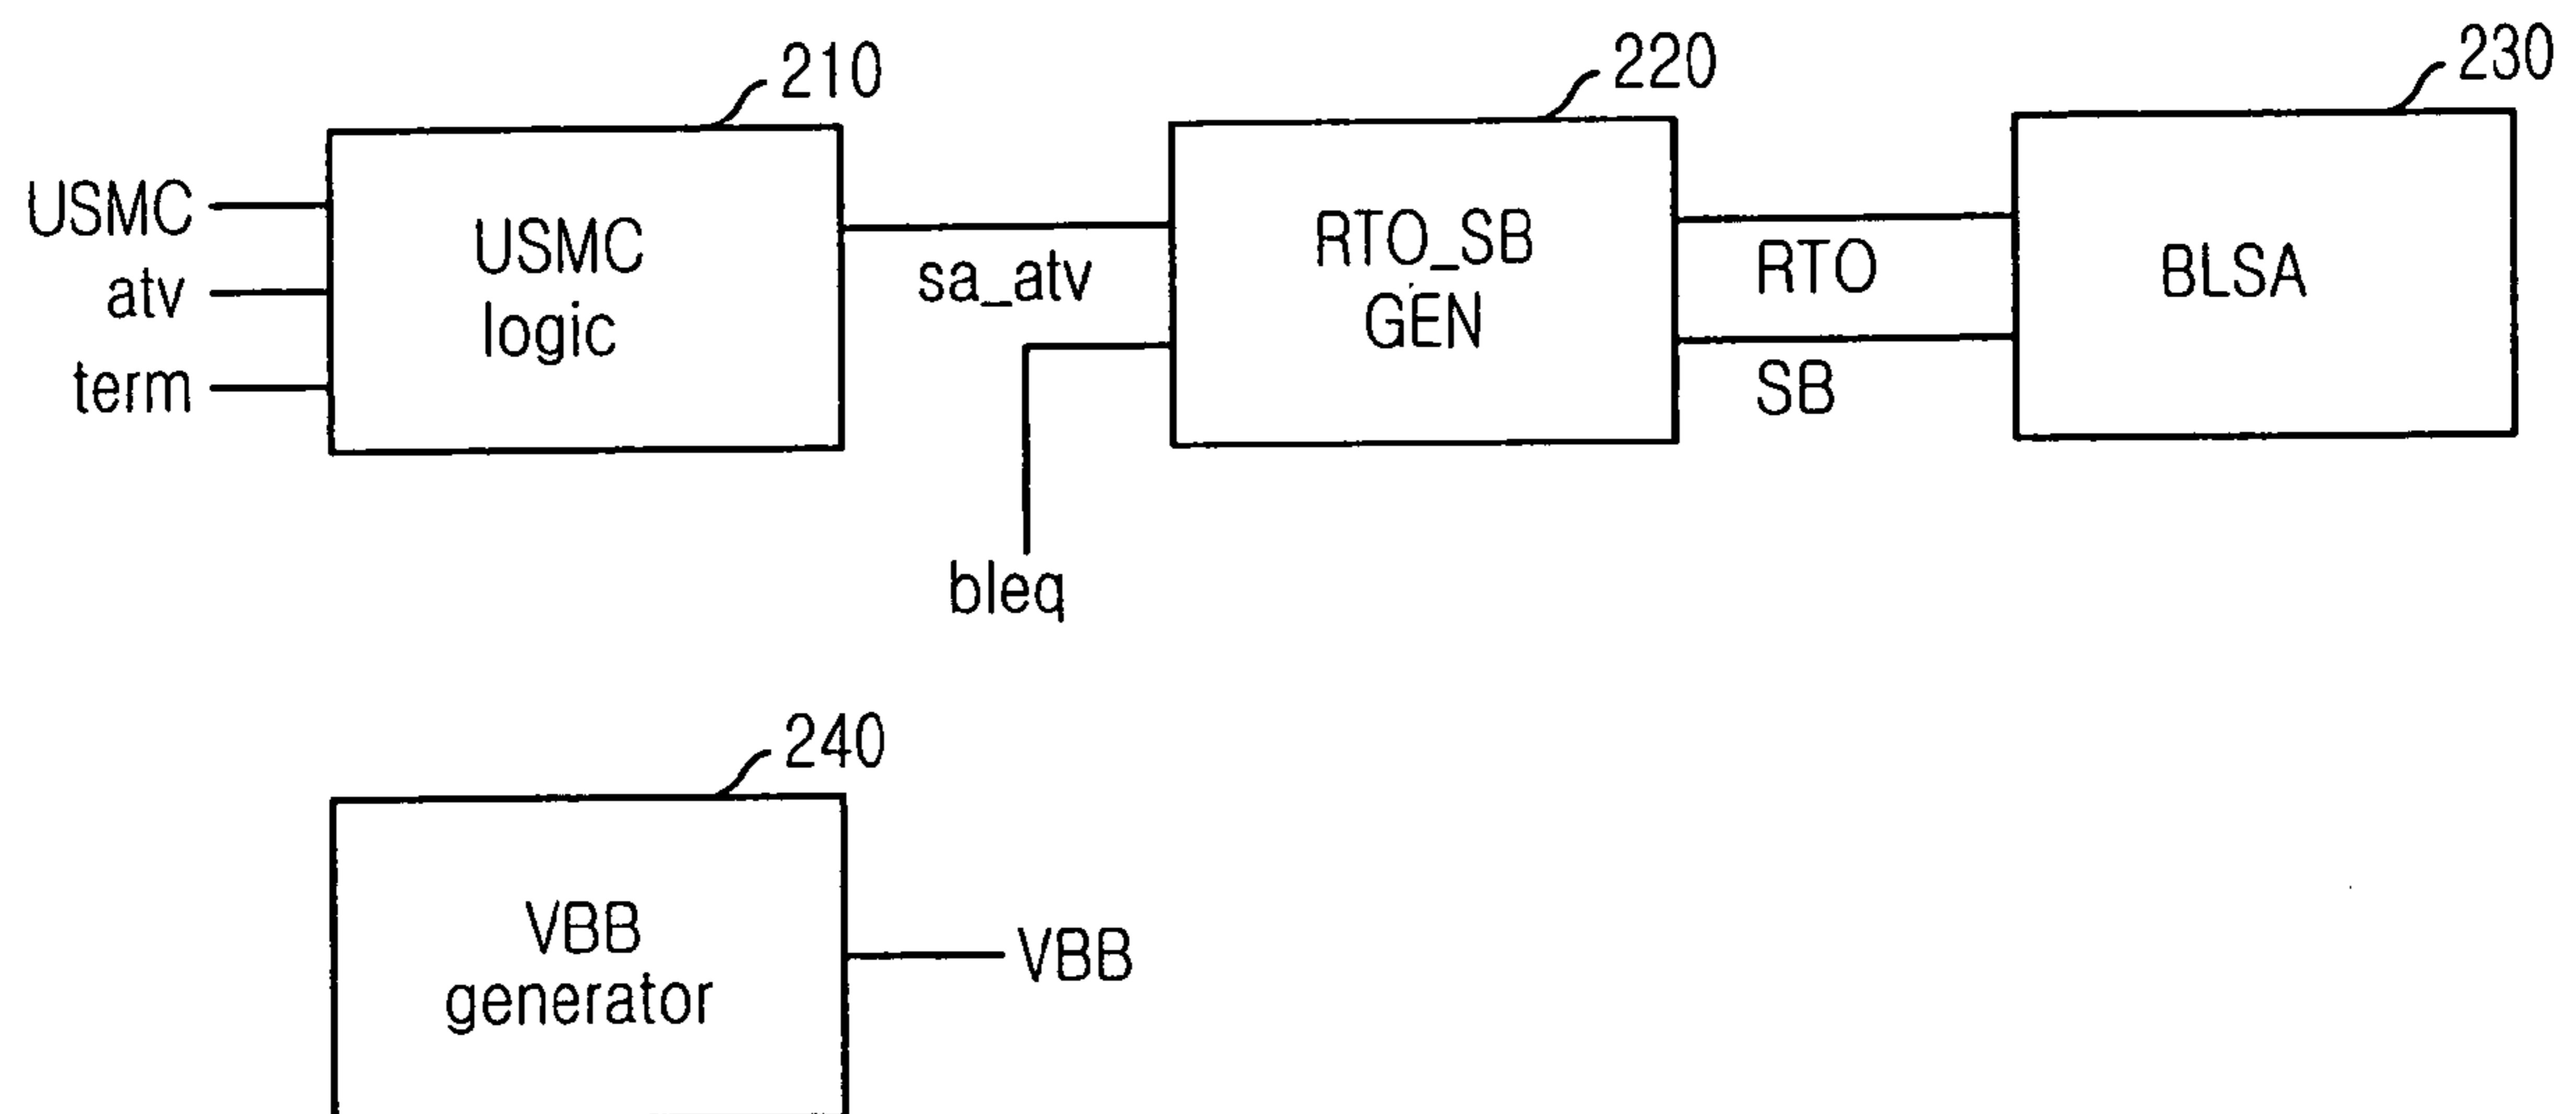 210
220
230
USMC
atv
term
USMC
logic
sa_atv
bleq
RTO_SB
GEN
RTO
SB
BLSA
240
VBB
generator
VBB